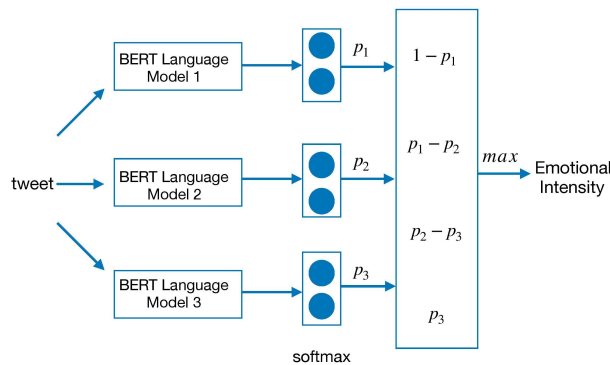 BERT Language
Model 1
p₁
1 − p₁
tweet
BERT Language
Model 2
p₂
p₁ − p₂
max
Emotional
Intensity
p₂ − p₃
BERT Language
Model 3
p₃
p₃
softmax